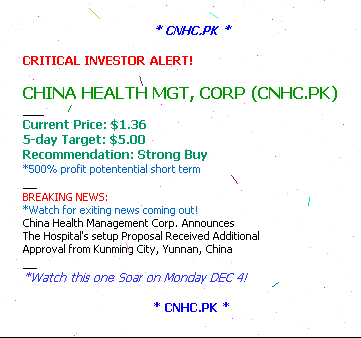 * CNHC.PK *
CRITICAL INVESTOR ALERT!
CHINA HEALTH MGT, CORP (CNHC.PK)
Current Price: $1.36
5-day Target: $5.00
Recommendation: Strong Buy
*500% profit potentential short term
BREAKING NEWS:
*Watch for exiting news coming out!
China Health Management Corp. Announces
The Hospital's setup Proposal Received Additional
Approval from Kunming City, Yunnan, China
*Watch this one Soar on Monday DEC 4!
* CNHC.PK *